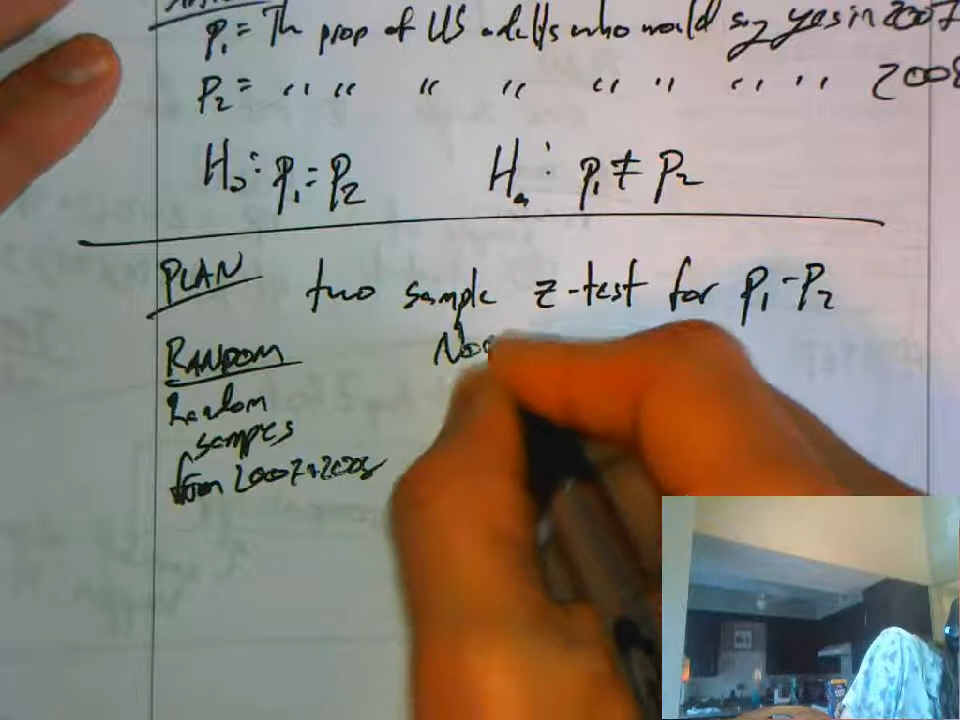 p₁ = The prop of US adults who would say yes in 2007
p₂ = " " " " " " " " 2008
H₀: p₁ = p₂ Hₐ: p₁ ≠ p₂
PLAN two sample z-test for p₁-p₂
RANDOM
Random
samples
from 2007 + 2008